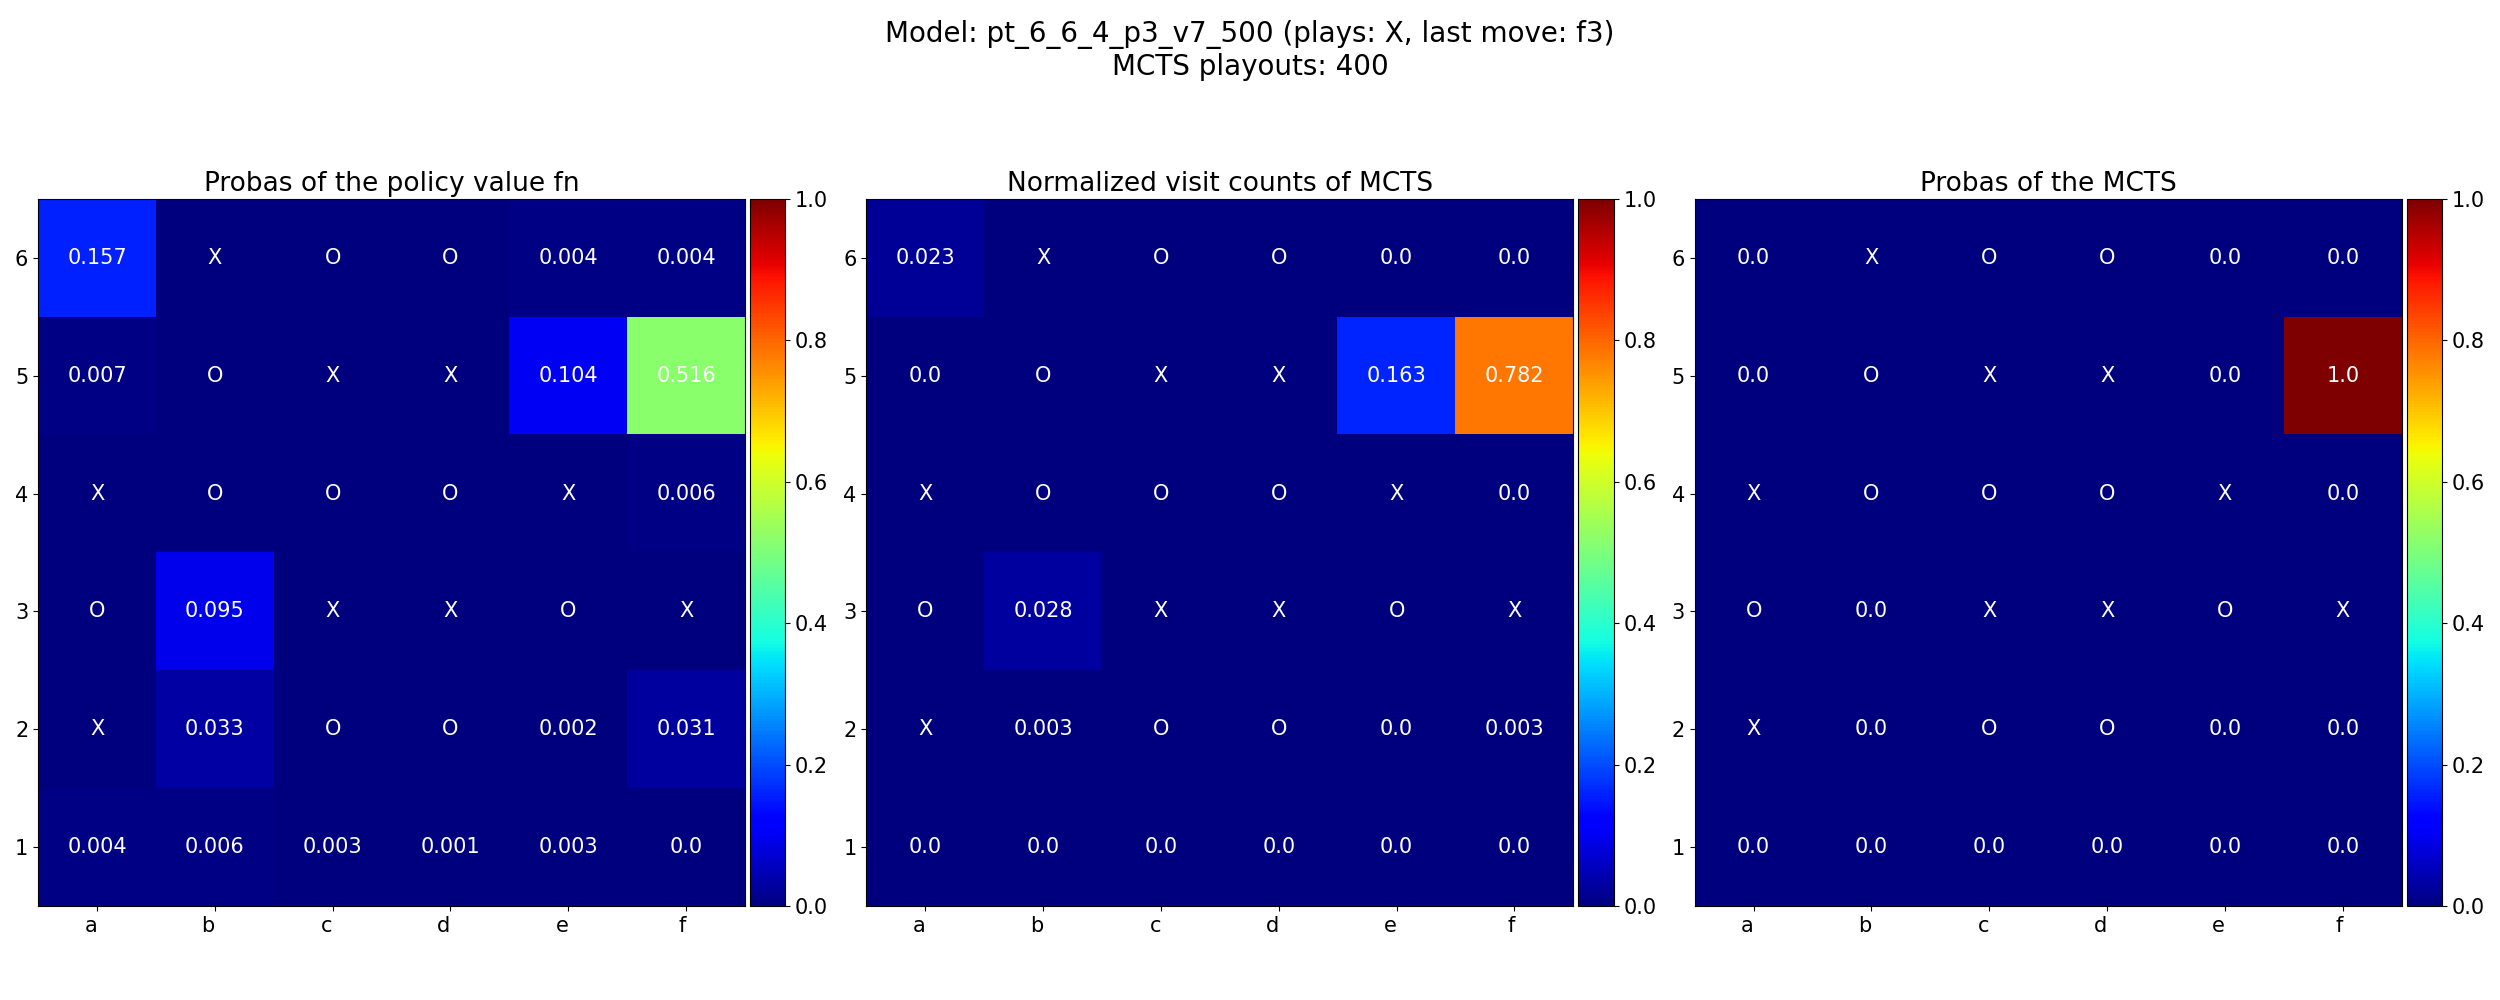 Model: pt_6_6_4_p3_v7_500 (plays: X, last move: f3)
MCTS playouts: 400
Probas of the policy value fn
6 0.157 X O O 0.004 0.004
5 0.007 O X X 0.104 0.516
4 X O O O X 0.006
3 O 0.095 X X O X
2 X 0.033 O O 0.002 0.031
1 0.004 0.006 0.003 0.001 0.003 0.0
a b c d e f
1.0
0.8
0.6
0.4
0.2
0.0
Normalized visit counts of MCTS
6 0.023 X O O 0.0 0.0
5 0.0 O X X 0.163 0.782
4 X O O O X 0.0
3 O 0.028 X X O X
2 X 0.003 O O 0.0 0.003
1 0.0 0.0 0.0 0.0 0.0 0.0
a b c d e f
1.0
0.8
0.6
0.4
0.2
0.0
Probas of the MCTS
6 0.0 X O O 0.0 0.0
5 0.0 O X X 0.0 1.0
4 X O O O X 0.0
3 O 0.0 X X O X
2 X 0.0 O O 0.0 0.0
1 0.0 0.0 0.0 0.0 0.0 0.0
a b c d e f
1.0
0.8
0.6
0.4
0.2
0.0